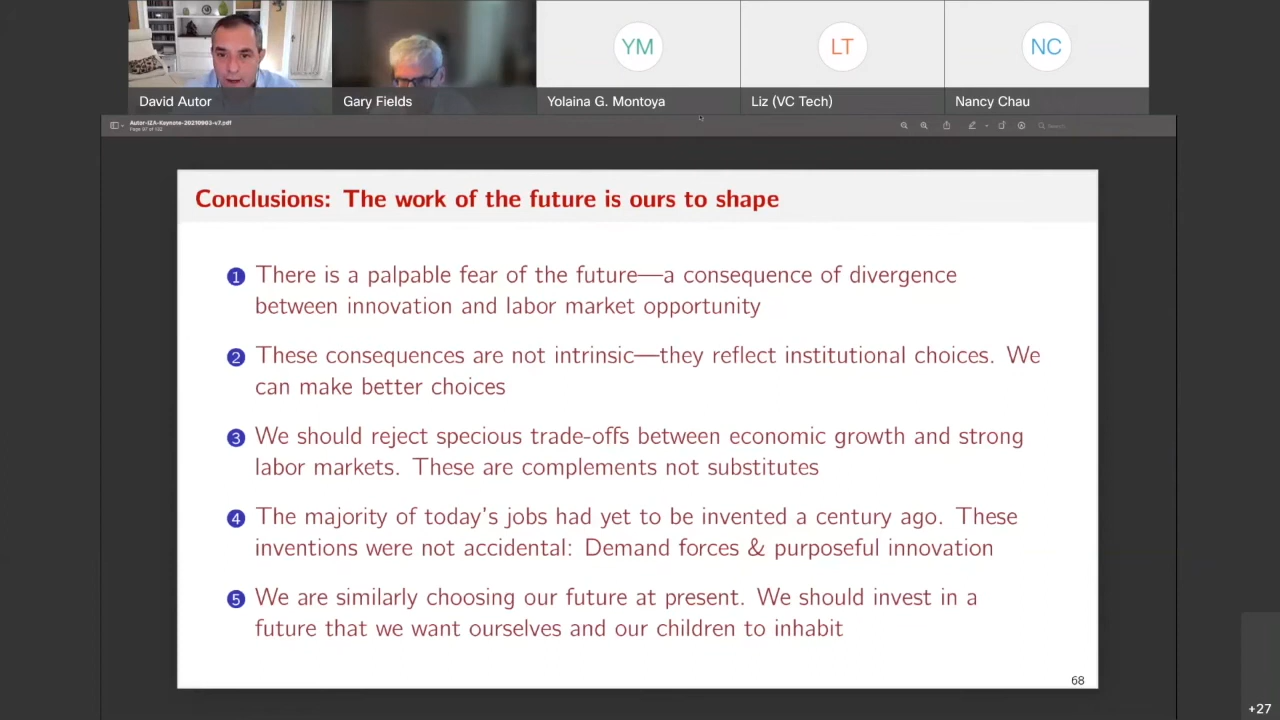 YM
LT
NC
David Autor
Gary Fields
Yolaina G. Montoya
Liz (VC Tech)
Nancy Chau
Autor-IZA-Keynote-20210903-v7.pdf
Page 97 of 132
Search
Conclusions: The work of the future is ours to shape
1 There is a palpable fear of the future—a consequence of divergence
between innovation and labor market opportunity
2 These consequences are not intrinsic—they reflect institutional choices. We
can make better choices
3 We should reject specious trade-offs between economic growth and strong
labor markets. These are complements not substitutes
4 The majority of today's jobs had yet to be invented a century ago. These
inventions were not accidental: Demand forces & purposeful innovation
5 We are similarly choosing our future at present. We should invest in a
future that we want ourselves and our children to inhabit
68
+27